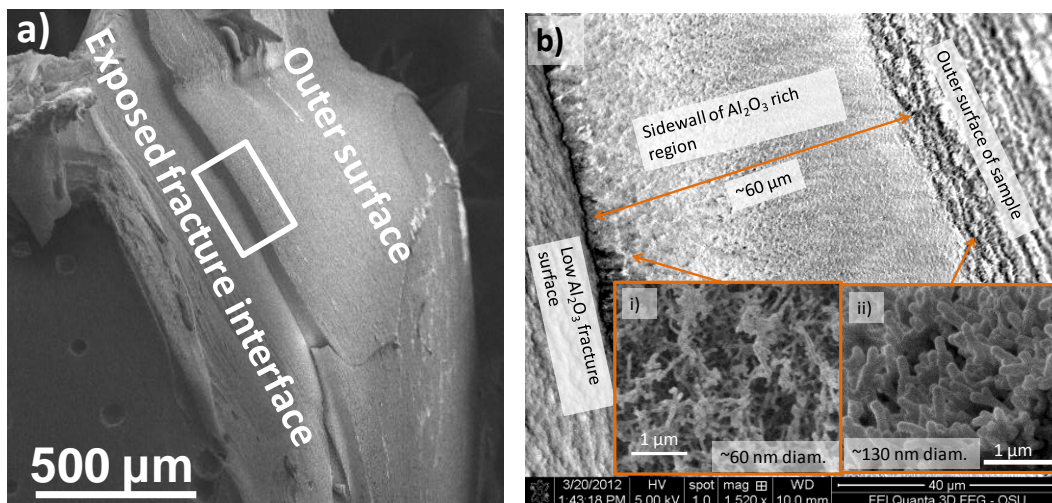 a)
Exposed fracture interface
Outer surface
500 µm
b)
Sidewall of Al₂O₃ rich
region
~60 µm
Outer surface of sample
Low Al₂O₃ fracture
surface
i)
1 µm
~60 nm diam.
ii)
~130 nm diam.
1 µm
3/20/2012 HV spot mag ⊞ WD 40 µm
1:43:18 PM 5.00 kV 1.0 1,520 x 10.0 mm FEI Quanta 3D FEG - OSU